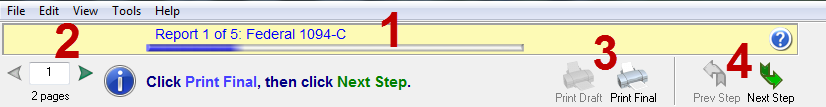 File Edit View Tools Help
Report 1 of 5: Federal 1094-C
1
2
3
4
?
1
2 pages
i
Click Print Final, then click Next Step.
Print Draft Print Final
Prev Step Next Step